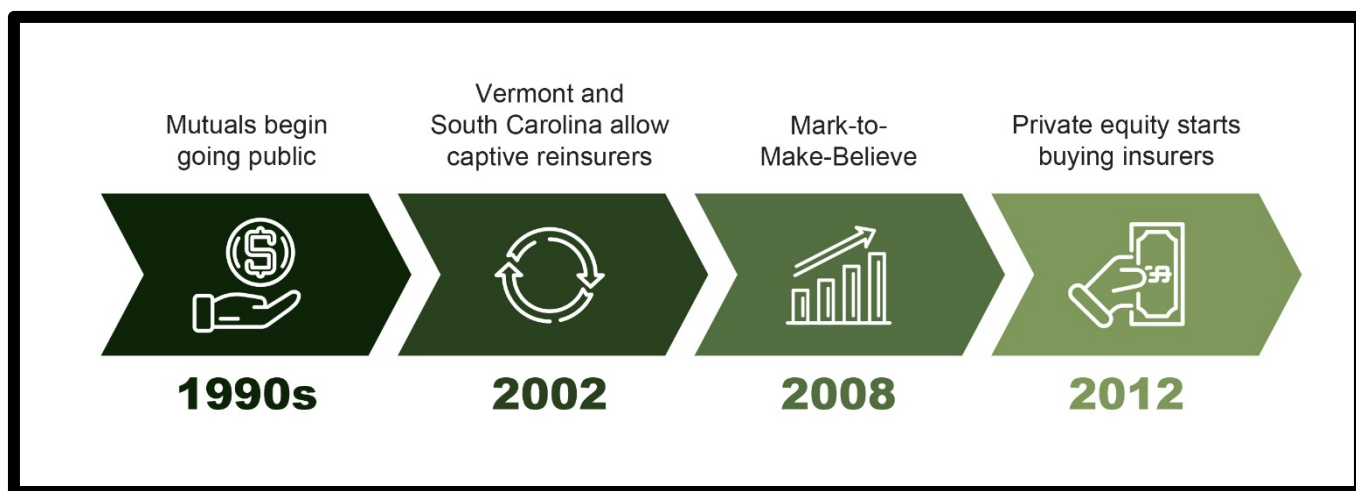 Mutuals begin
going public
Vermont and
South Carolina allow
captive reinsurers
Mark-to-
Make-Believe
Private equity starts
buying insurers
1990s
2002
2008
2012